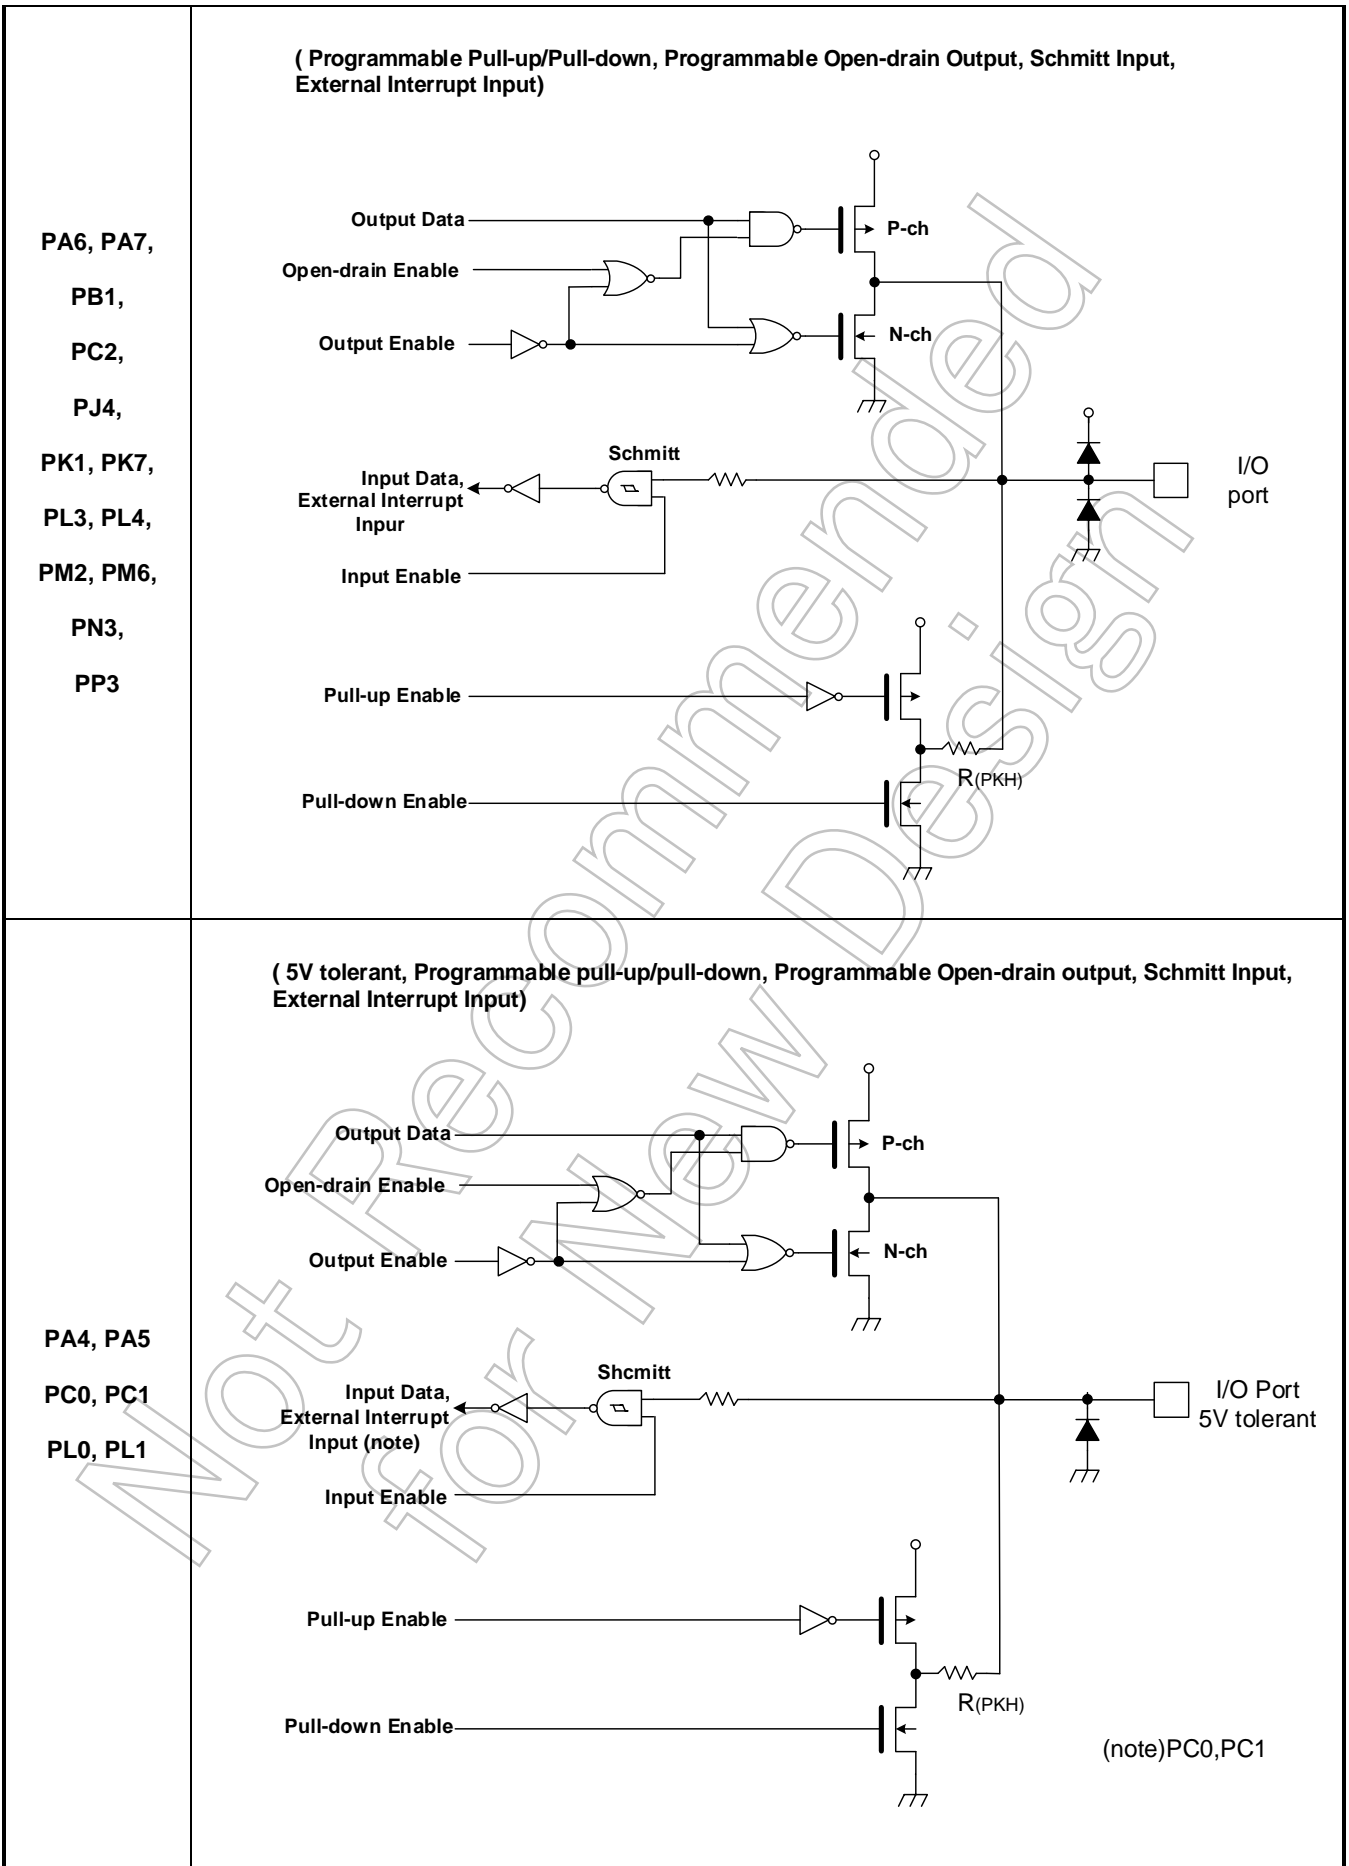 ( Programmable Pull-up/Pull-down, Programmable Open-drain Output, Schmitt Input,
External Interrupt Input)
PA6, PA7,
PB1,
PC2,
PJ4,
PK1, PK7,
PL3, PL4,
PM2, PM6,
PN3,
PP3
Output Data
Open-drain Enable
Output Enable
P-ch
N-ch
Schmitt
Input Data,
External Interrupt
Inpur
Input Enable
I/O
port
Pull-up Enable
R(PKH)
Pull-down Enable
( 5V tolerant, Programmable pull-up/pull-down, Programmable Open-drain output, Schmitt Input,
External Interrupt Input)
PA4, PA5
PC0, PC1
PL0, PL1
Output Data
Open-drain Enable
Output Enable
P-ch
N-ch
Shcmitt
Input Data,
External Interrupt
Input (note)
Input Enable
I/O Port
5V tolerant
Pull-up Enable
R(PKH)
Pull-down Enable
(note)PC0,PC1
Not Recommended
for New Design